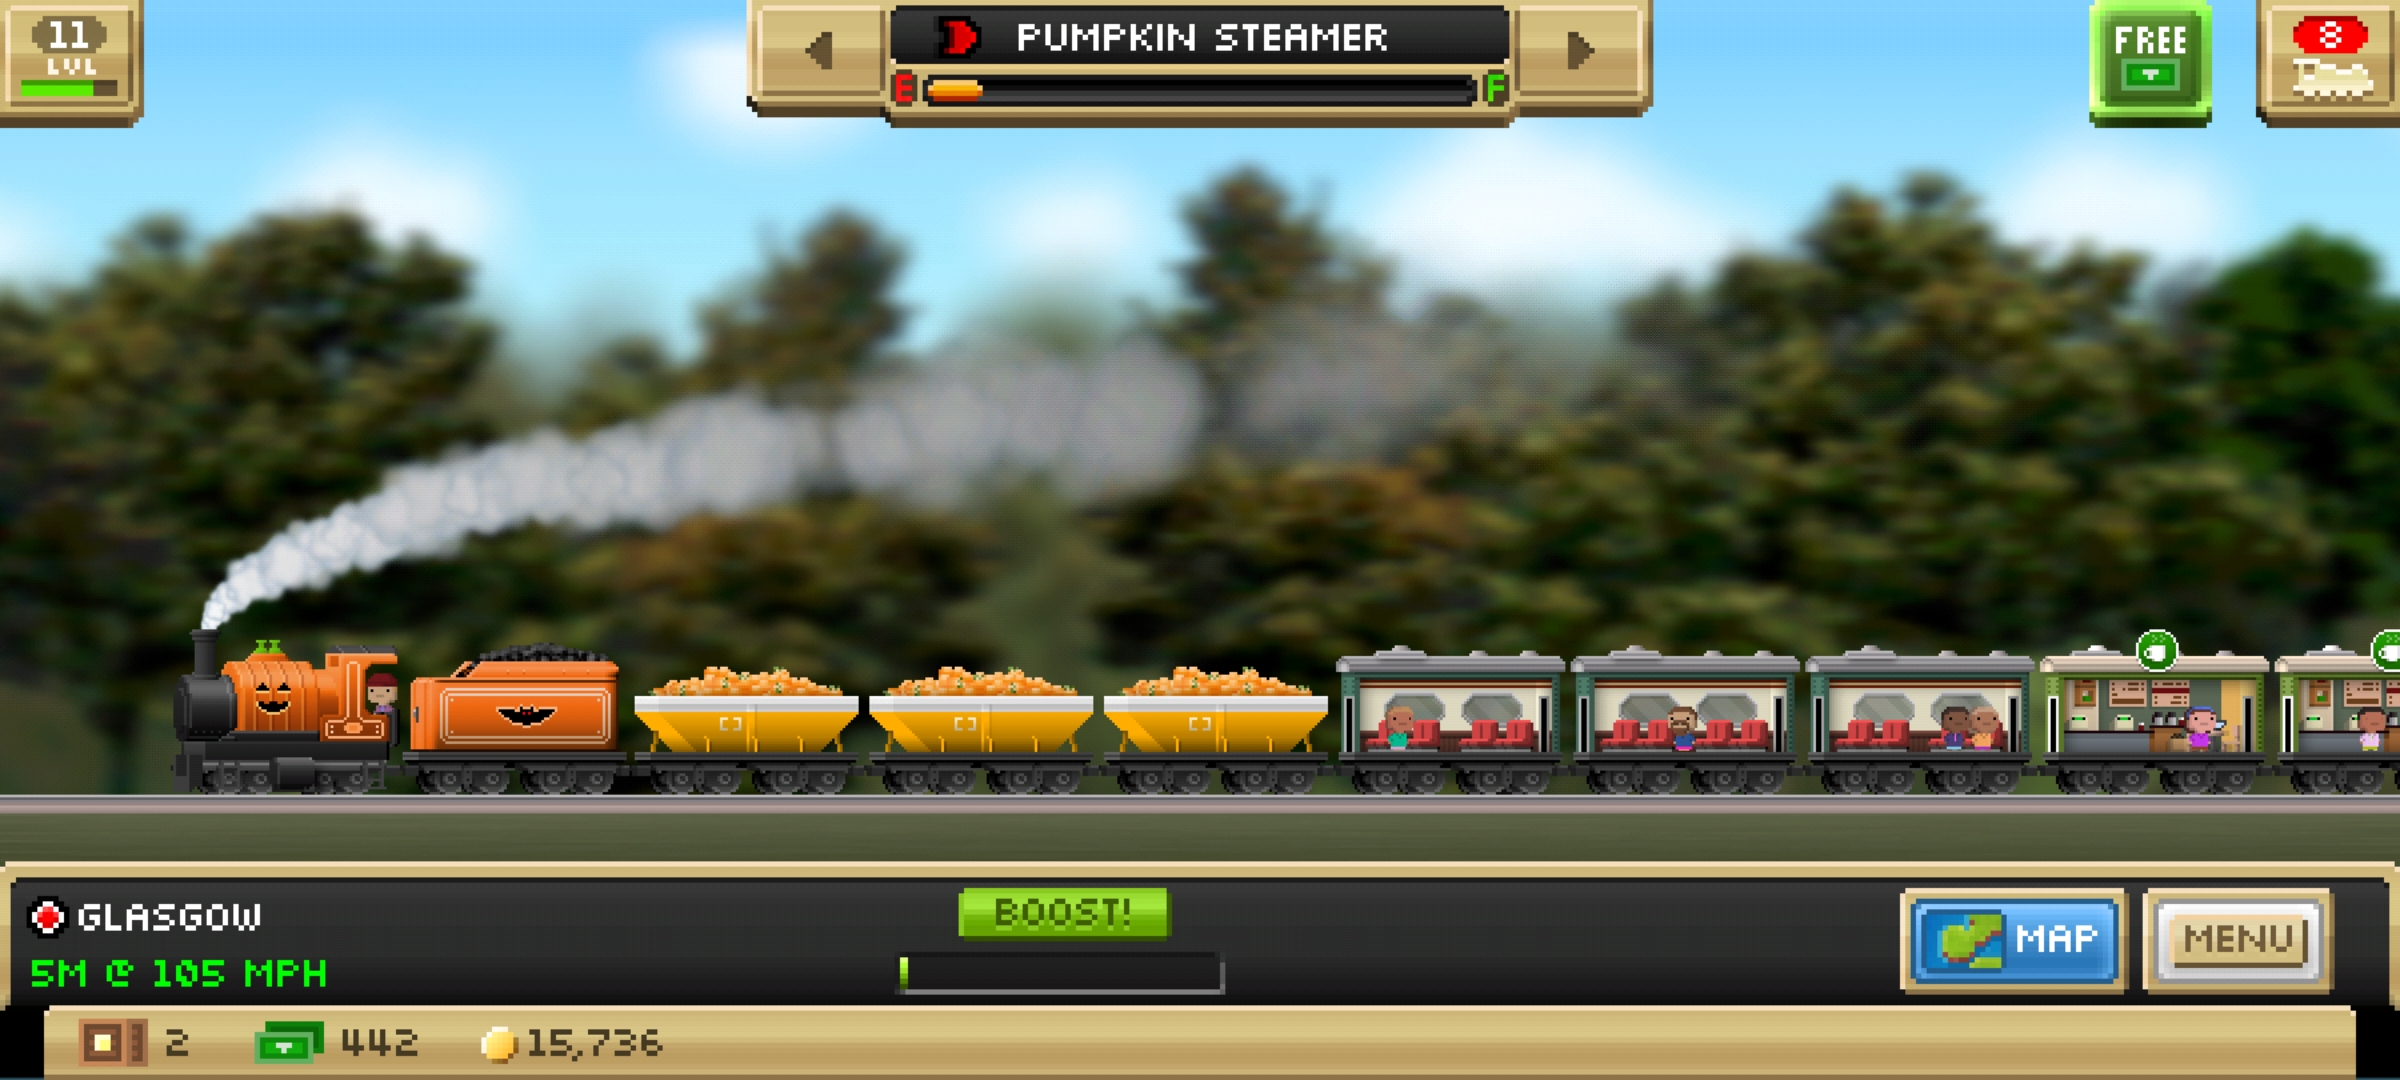 11
LVL
PUMPKIN STEAMER
E F
FREE
8
GLASGOW
5M @ 105 MPH
BOOST!
MAP
MENU
2
442
15,736